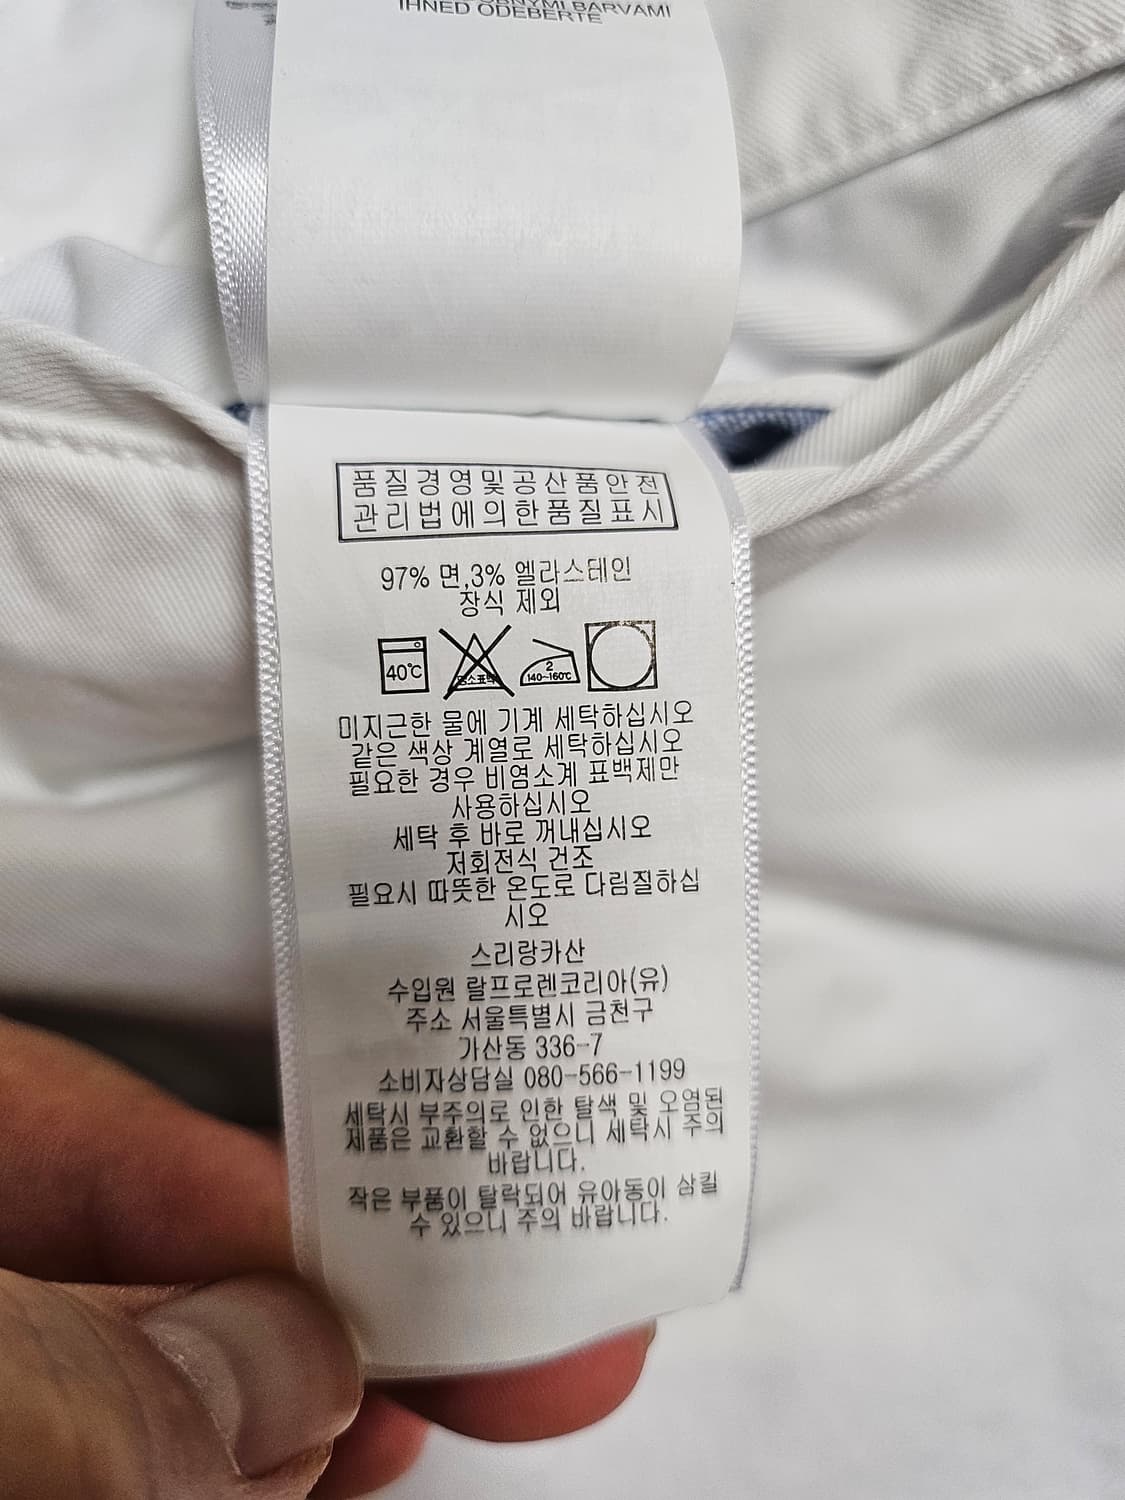 IHNED ODEBERTE
품질경영및공산품안전
관리법에의한품질표시
97% 면,3% 엘라스테인
장식 제외
40℃
2
140~160℃
미지근한 물에 기계 세탁하십시오
같은 색상 계열로 세탁하십시오
필요한 경우 비염소계 표백제만
사용하십시오
세탁 후 바로 꺼내십시오
저회전식 건조
필요시 따뜻한 온도로 다림질하십
시오
스리랑카산
수입원 랄프로렌코리아(유)
주소 서울특별시 금천구
가산동 336-7
소비자상담실 080-566-1199
세탁시 부주의로 인한 탈색 및 오염된
제품은 교환할 수 없으니 세탁시 주의
바랍니다.
작은 부품이 탈락되어 유아동이 삼킬
수 있으니 주의 바랍니다.